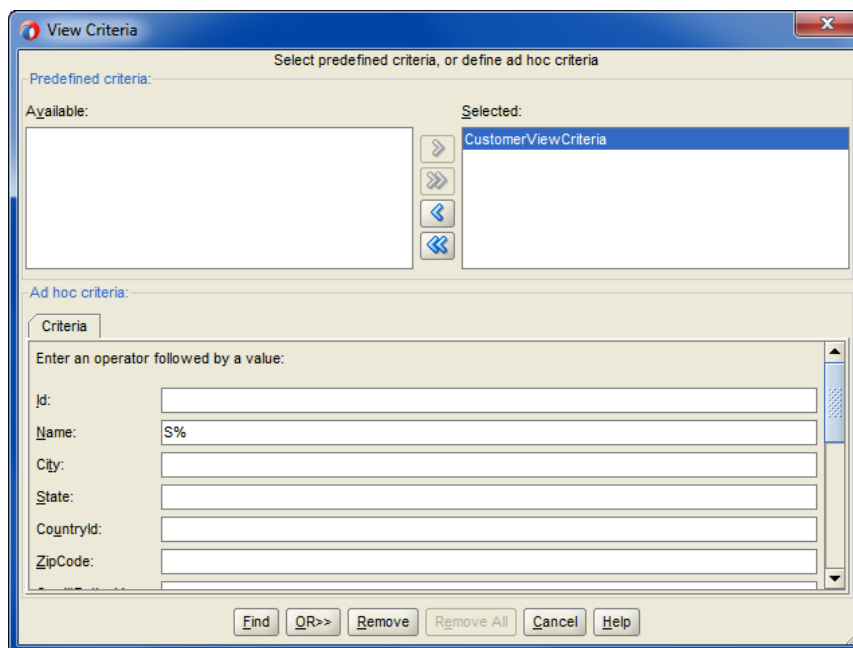 View Criteria
Select predefined criteria, or define ad hoc criteria
Predefined criteria:
Available:
Selected:
CustomerViewCriteria
Ad hoc criteria:
Criteria
Enter an operator followed by a value:
Id:
Name: S%
City:
State:
CountryId:
ZipCode:
Find OR>> Remove Remove All Cancel Help